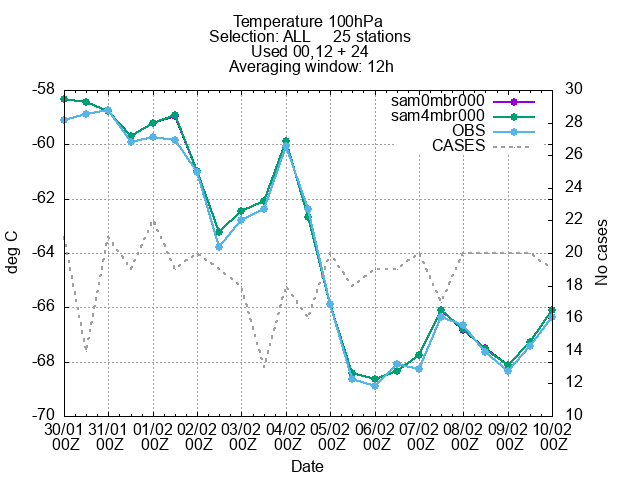 Temperature 100hPa
Selection: ALL 25 stations
Used 00,12 + 24
Averaging window: 12h
-58 30
sam0mbr000
sam4mbr000
28
OBS
-60 CASES
26
24
-62
22
deg C
No cases
-64 20
18
-66
16
14
-68
12
-70 10
30/01 31/01 01/02 02/02 03/02 04/02 05/02 06/02 07/02 08/02 09/02 10/02
00Z 00Z 00Z 00Z 00Z 00Z 00Z 00Z 00Z 00Z 00Z 00Z
Date